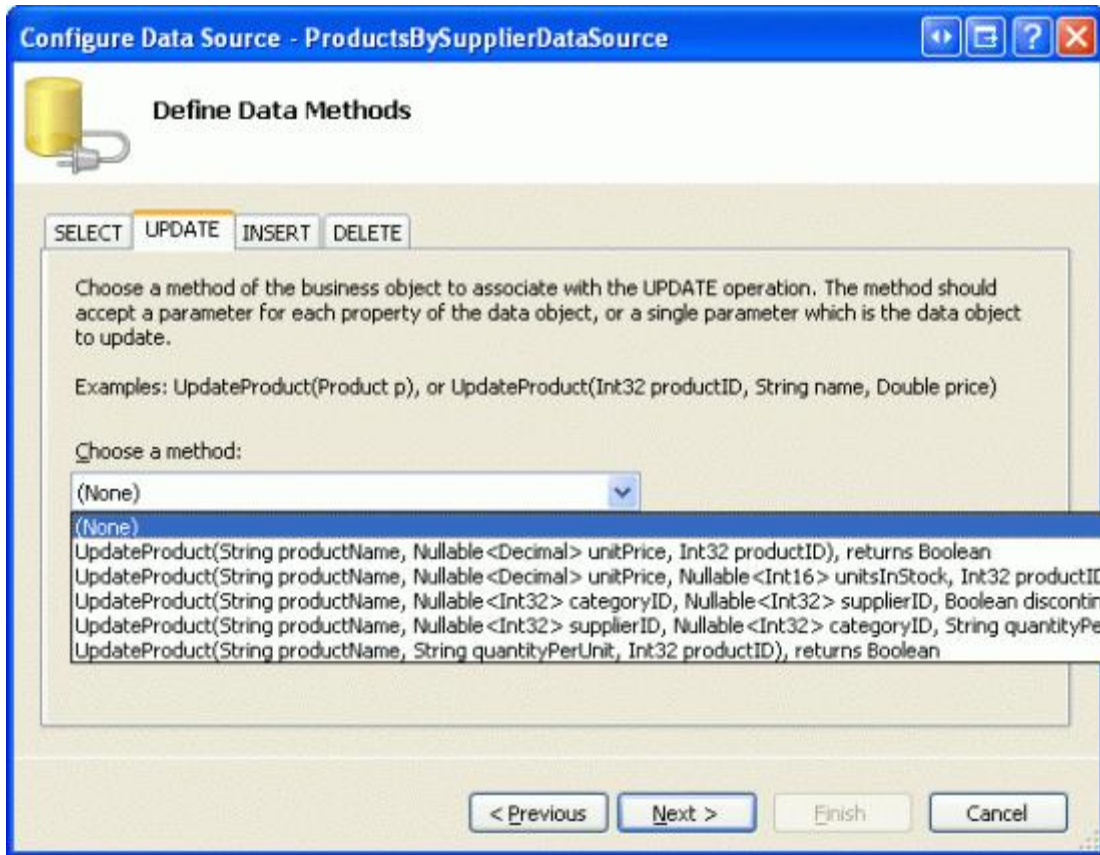 Configure Data Source - ProductsBySupplierDataSource
Define Data Methods
SELECT UPDATE INSERT DELETE
Choose a method of the business object to associate with the UPDATE operation. The method should
accept a parameter for each property of the data object, or a single parameter which is the data object
to update.
Examples: UpdateProduct(Product p), or UpdateProduct(Int32 productID, String name, Double price)
Choose a method:
(None)
(None)
UpdateProduct(String productName, Nullable<Decimal> unitPrice, Int32 productID), returns Boolean
UpdateProduct(String productName, Nullable<Decimal> unitPrice, Nullable<Int16> unitsInStock, Int32 productID
UpdateProduct(String productName, Nullable<Int32> categoryID, Nullable<Int32> supplierID, Boolean discontin
UpdateProduct(String productName, Nullable<Int32> supplierID, Nullable<Int32> categoryID, String quantityPe
UpdateProduct(String productName, String quantityPerUnit, Int32 productID), returns Boolean
< Previous Next > Finish Cancel